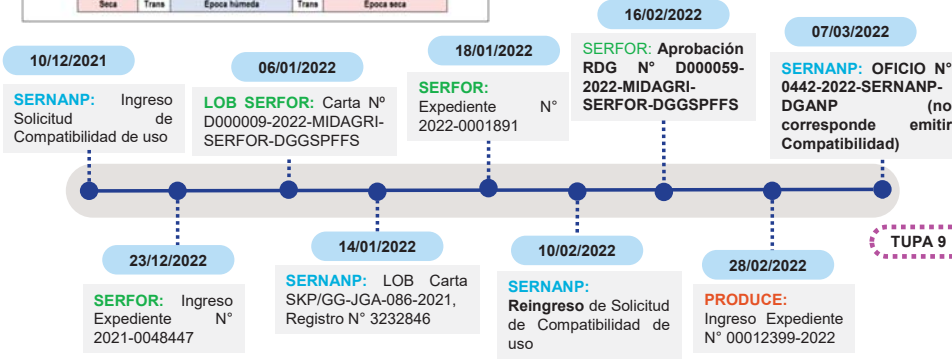 Seca Trans Epoca húmeda Trans Epoca seca
10/12/2021
SERNANP: Ingreso
Solicitud de
Compatibilidad de uso
06/01/2022
LOB SERFOR: Carta Nº
D000009-2022-MIDAGRI-
SERFOR-DGGSPFFS
18/01/2022
SERFOR:
Expediente N°
2022-0001891
16/02/2022
SERFOR: Aprobación
RDG N° D000059-
2022-MIDAGRI-
SERFOR-DGGSPFFS
07/03/2022
SERNANP: OFICIO N°
0442-2022-SERNANP-
DGANP (no
corresponde emitir
Compatibilidad)
23/12/2022
SERFOR: Ingreso
Expediente N°
2021-0048447
14/01/2022
SERNANP: LOB Carta
SKP/GG-JGA-086-2021,
Registro N° 3232846
10/02/2022
SERNANP:
Reingreso de Solicitud
de Compatibilidad de
uso
28/02/2022
PRODUCE:
Ingreso Expediente
N° 00012399-2022
TUPA 9